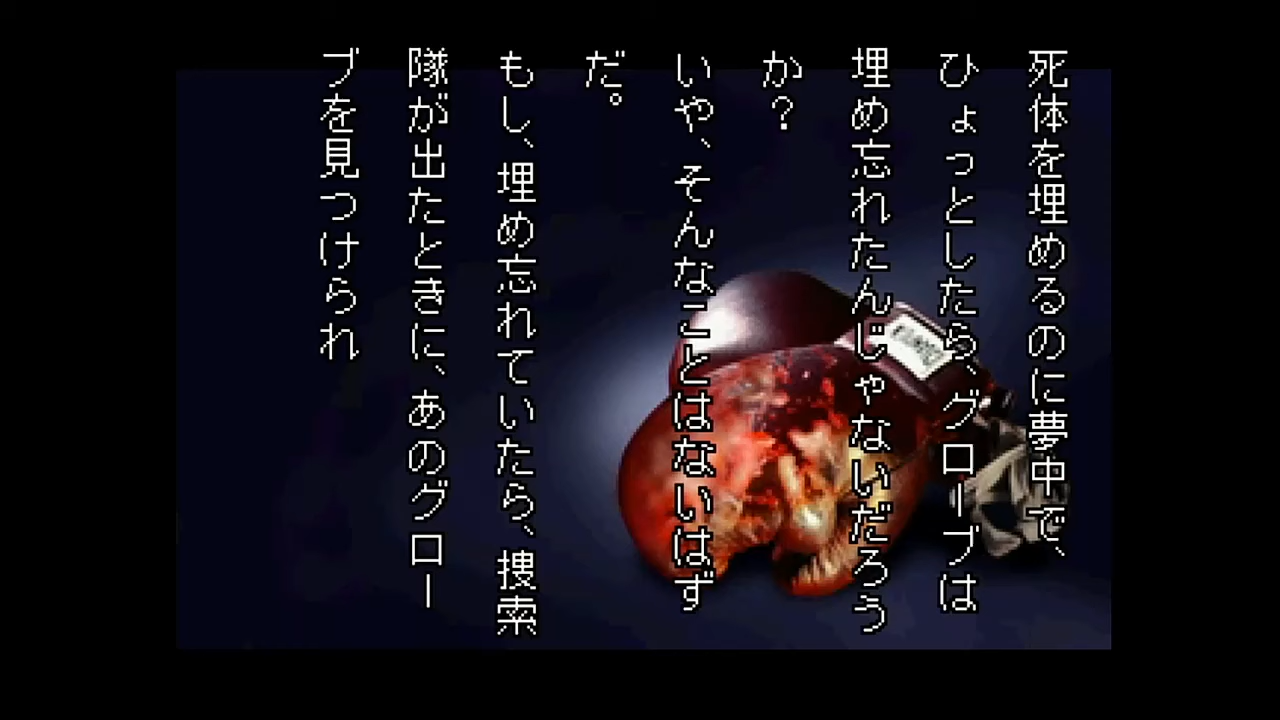 死体を埋めるのに夢中で、
ひょっとしたら、グローブは
埋め忘れたんじゃないだろう
か？
いや、そんなことはないはず
だ。
もし、埋め忘れていたら、捜索
隊が出たときに、あのグロー
ブを見つけられ